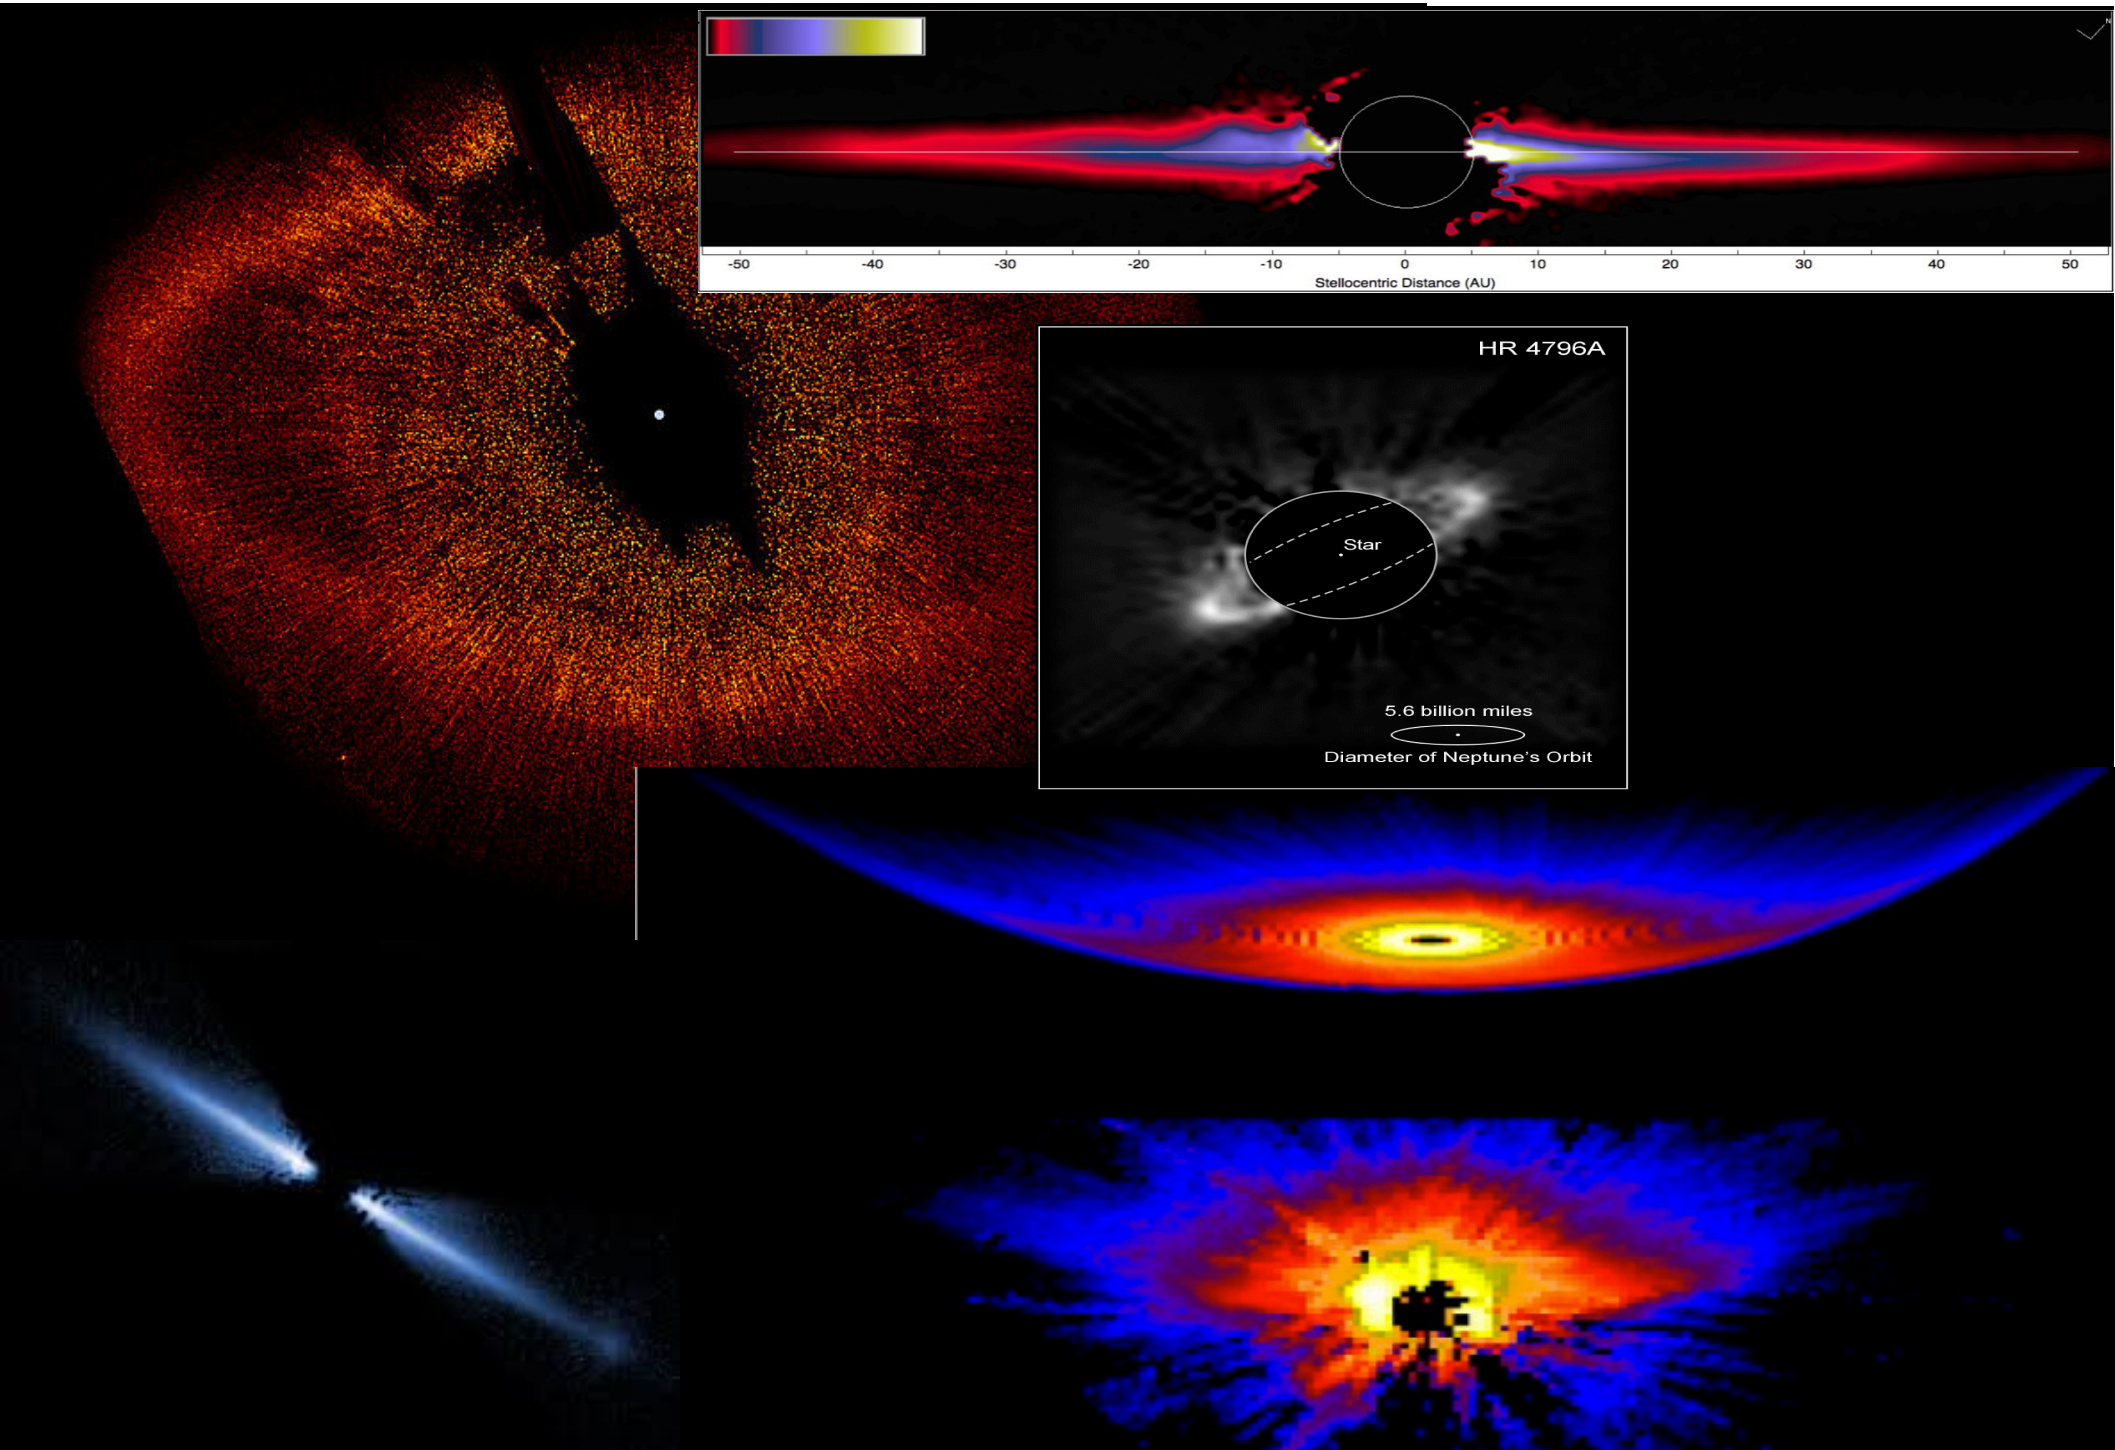 N
-50 -40 -30 -20 -10 0 10 20 30 40 50
Stellocentric Distance (AU)
HR 4796A
Star
5.6 billion miles
Diameter of Neptune's Orbit